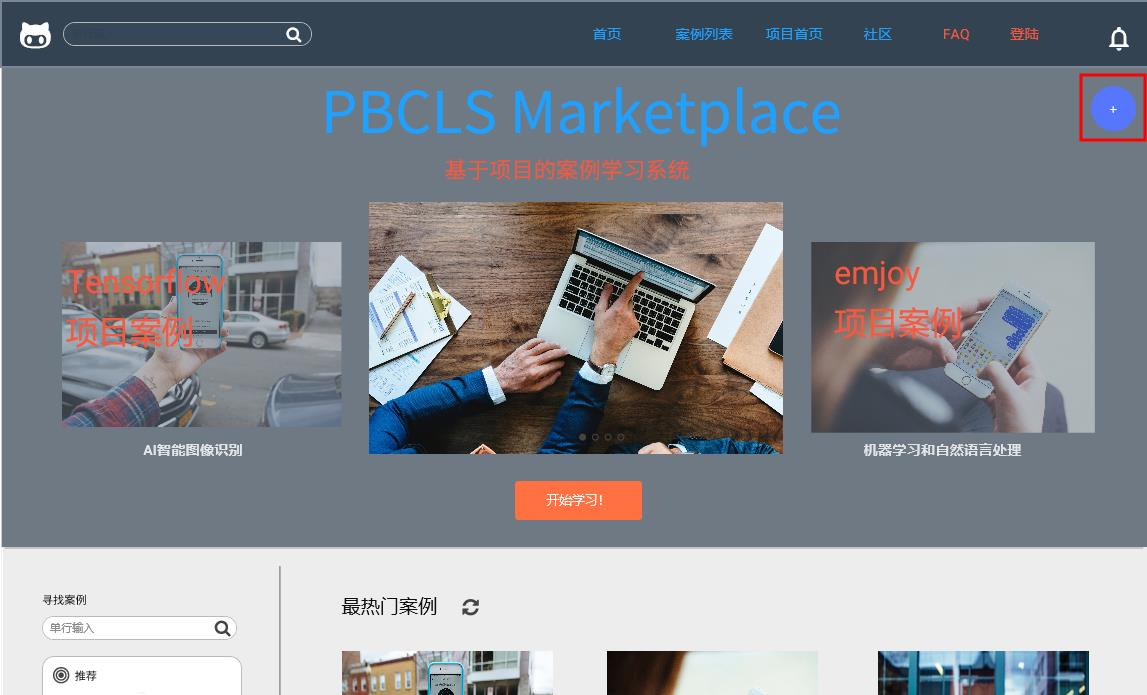 首页 案例列表 项目首页 社区 FAQ 登陆
+
PBCLS Marketplace
基于项目的案例学习系统
Tensorflow
项目案例
emjoy
项目案例
AI智能图像识别
机器学习和自然语言处理
开始学习!
寻找案例
单行输入
推荐
最热门案例